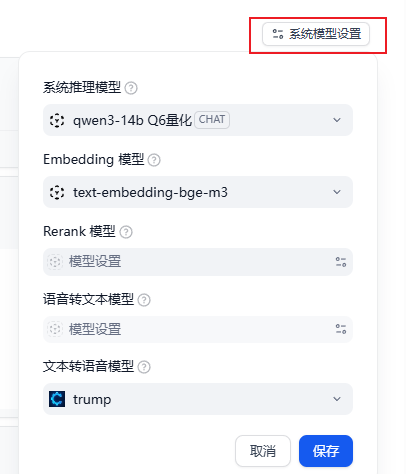 系统模型设置
系统推理模型
qwen3-14b Q6量化 CHAT
Embedding 模型
text-embedding-bge-m3
Rerank 模型
模型设置
语音转文本模型
模型设置
文本转语音模型
trump
取消 保存